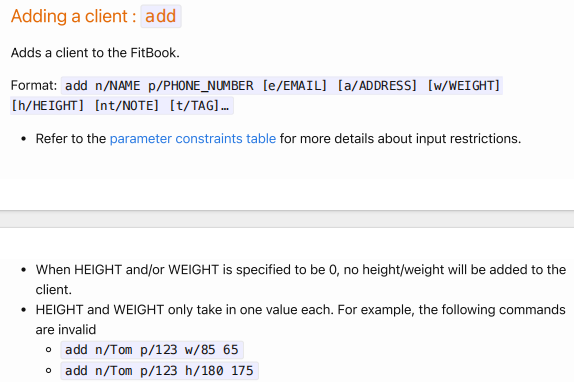 Adding a client : add
Adds a client to the FitBook.
Format: add n/NAME p/PHONE_NUMBER [e/EMAIL] [a/ADDRESS] [w/WEIGHT]
[h/HEIGHT] [nt/NOTE] [t/TAG]…
• Refer to the parameter constraints table for more details about input restrictions.
• When HEIGHT and/or WEIGHT is specified to be 0, no height/weight will be added to the
client.
• HEIGHT and WEIGHT only take in one value each. For example, the following commands
are invalid
◦ add n/Tom p/123 w/85 65
◦ add n/Tom p/123 h/180 175